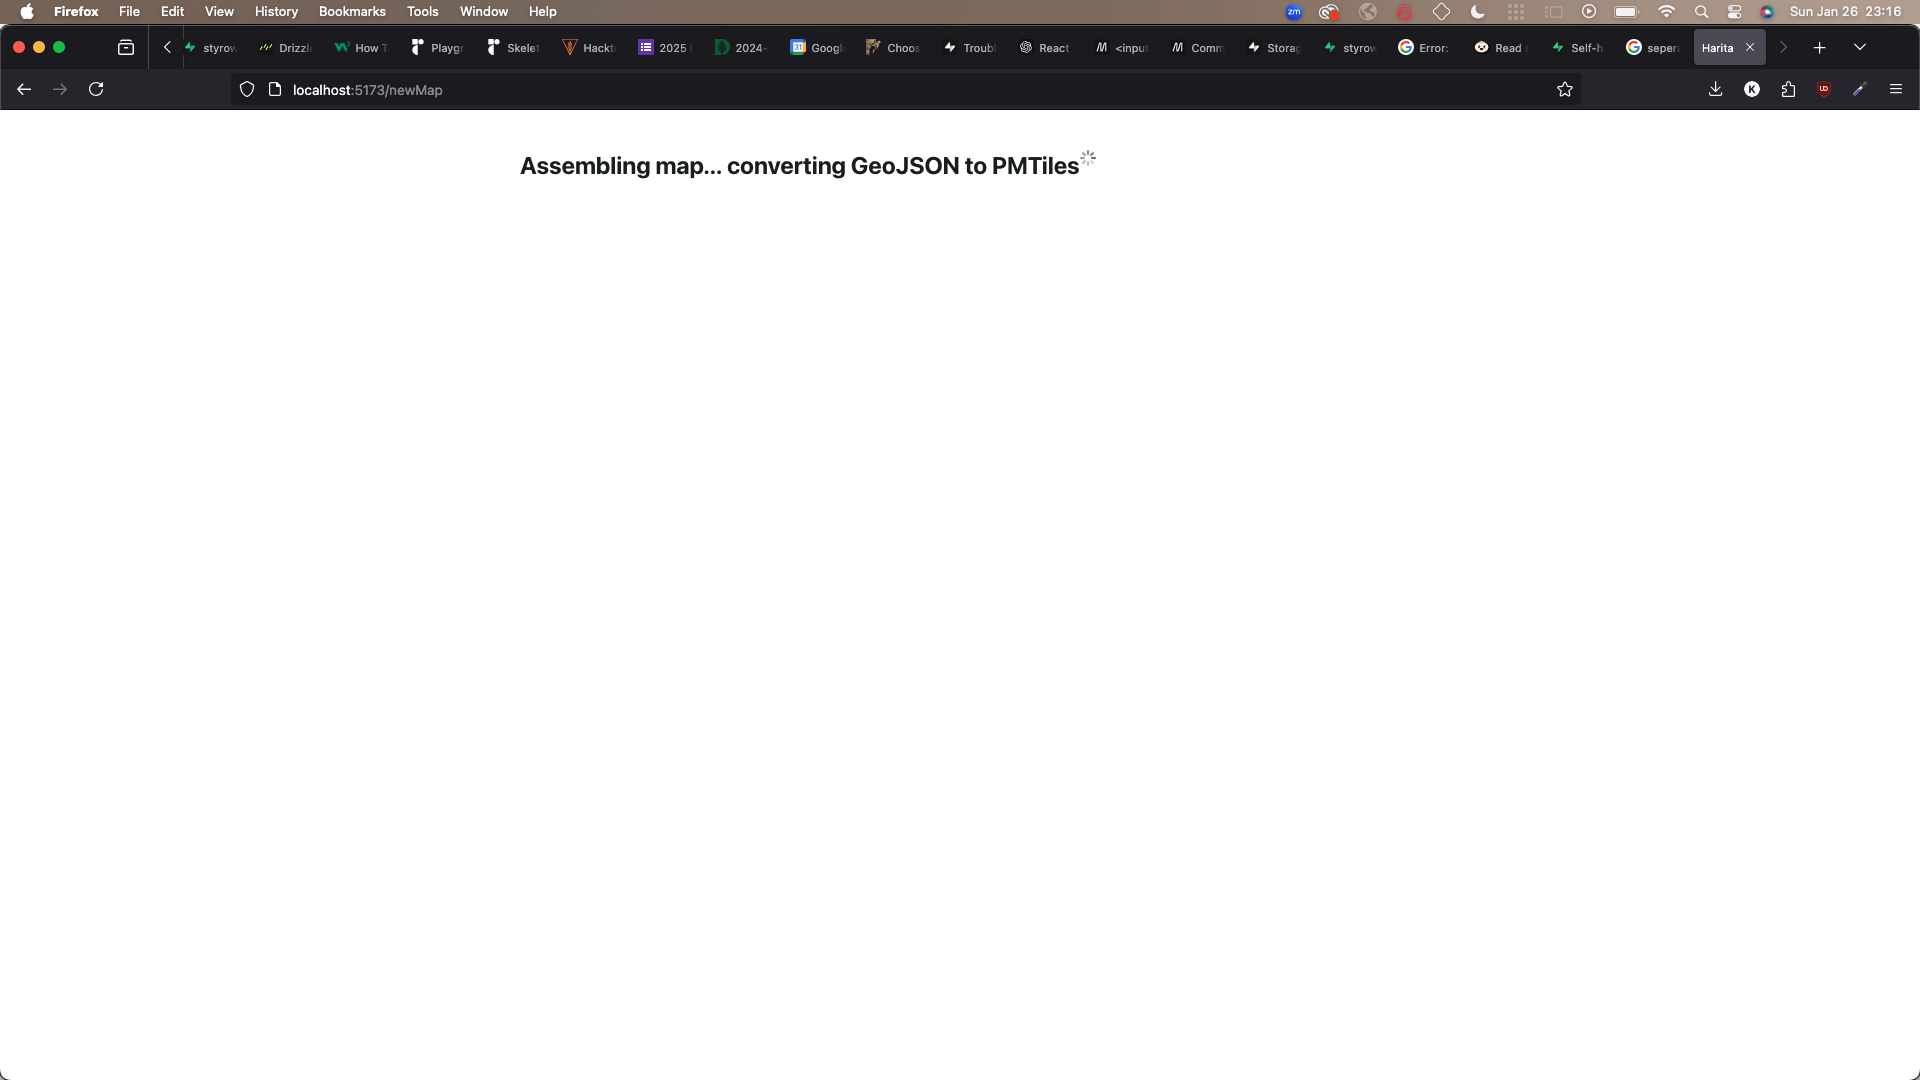 Firefox File Edit View History Bookmarks Tools Window Help zm Sun Jan 26 23:16
styrow Drizzl How T Playgr Skelet Hackt 2025 2024- 31 Googl Choos Troubl React <input Comm Storag styrow Error: Read Self-h seper Harita
localhost:5173/newMap K
Assembling map... converting GeoJSON to PMTiles